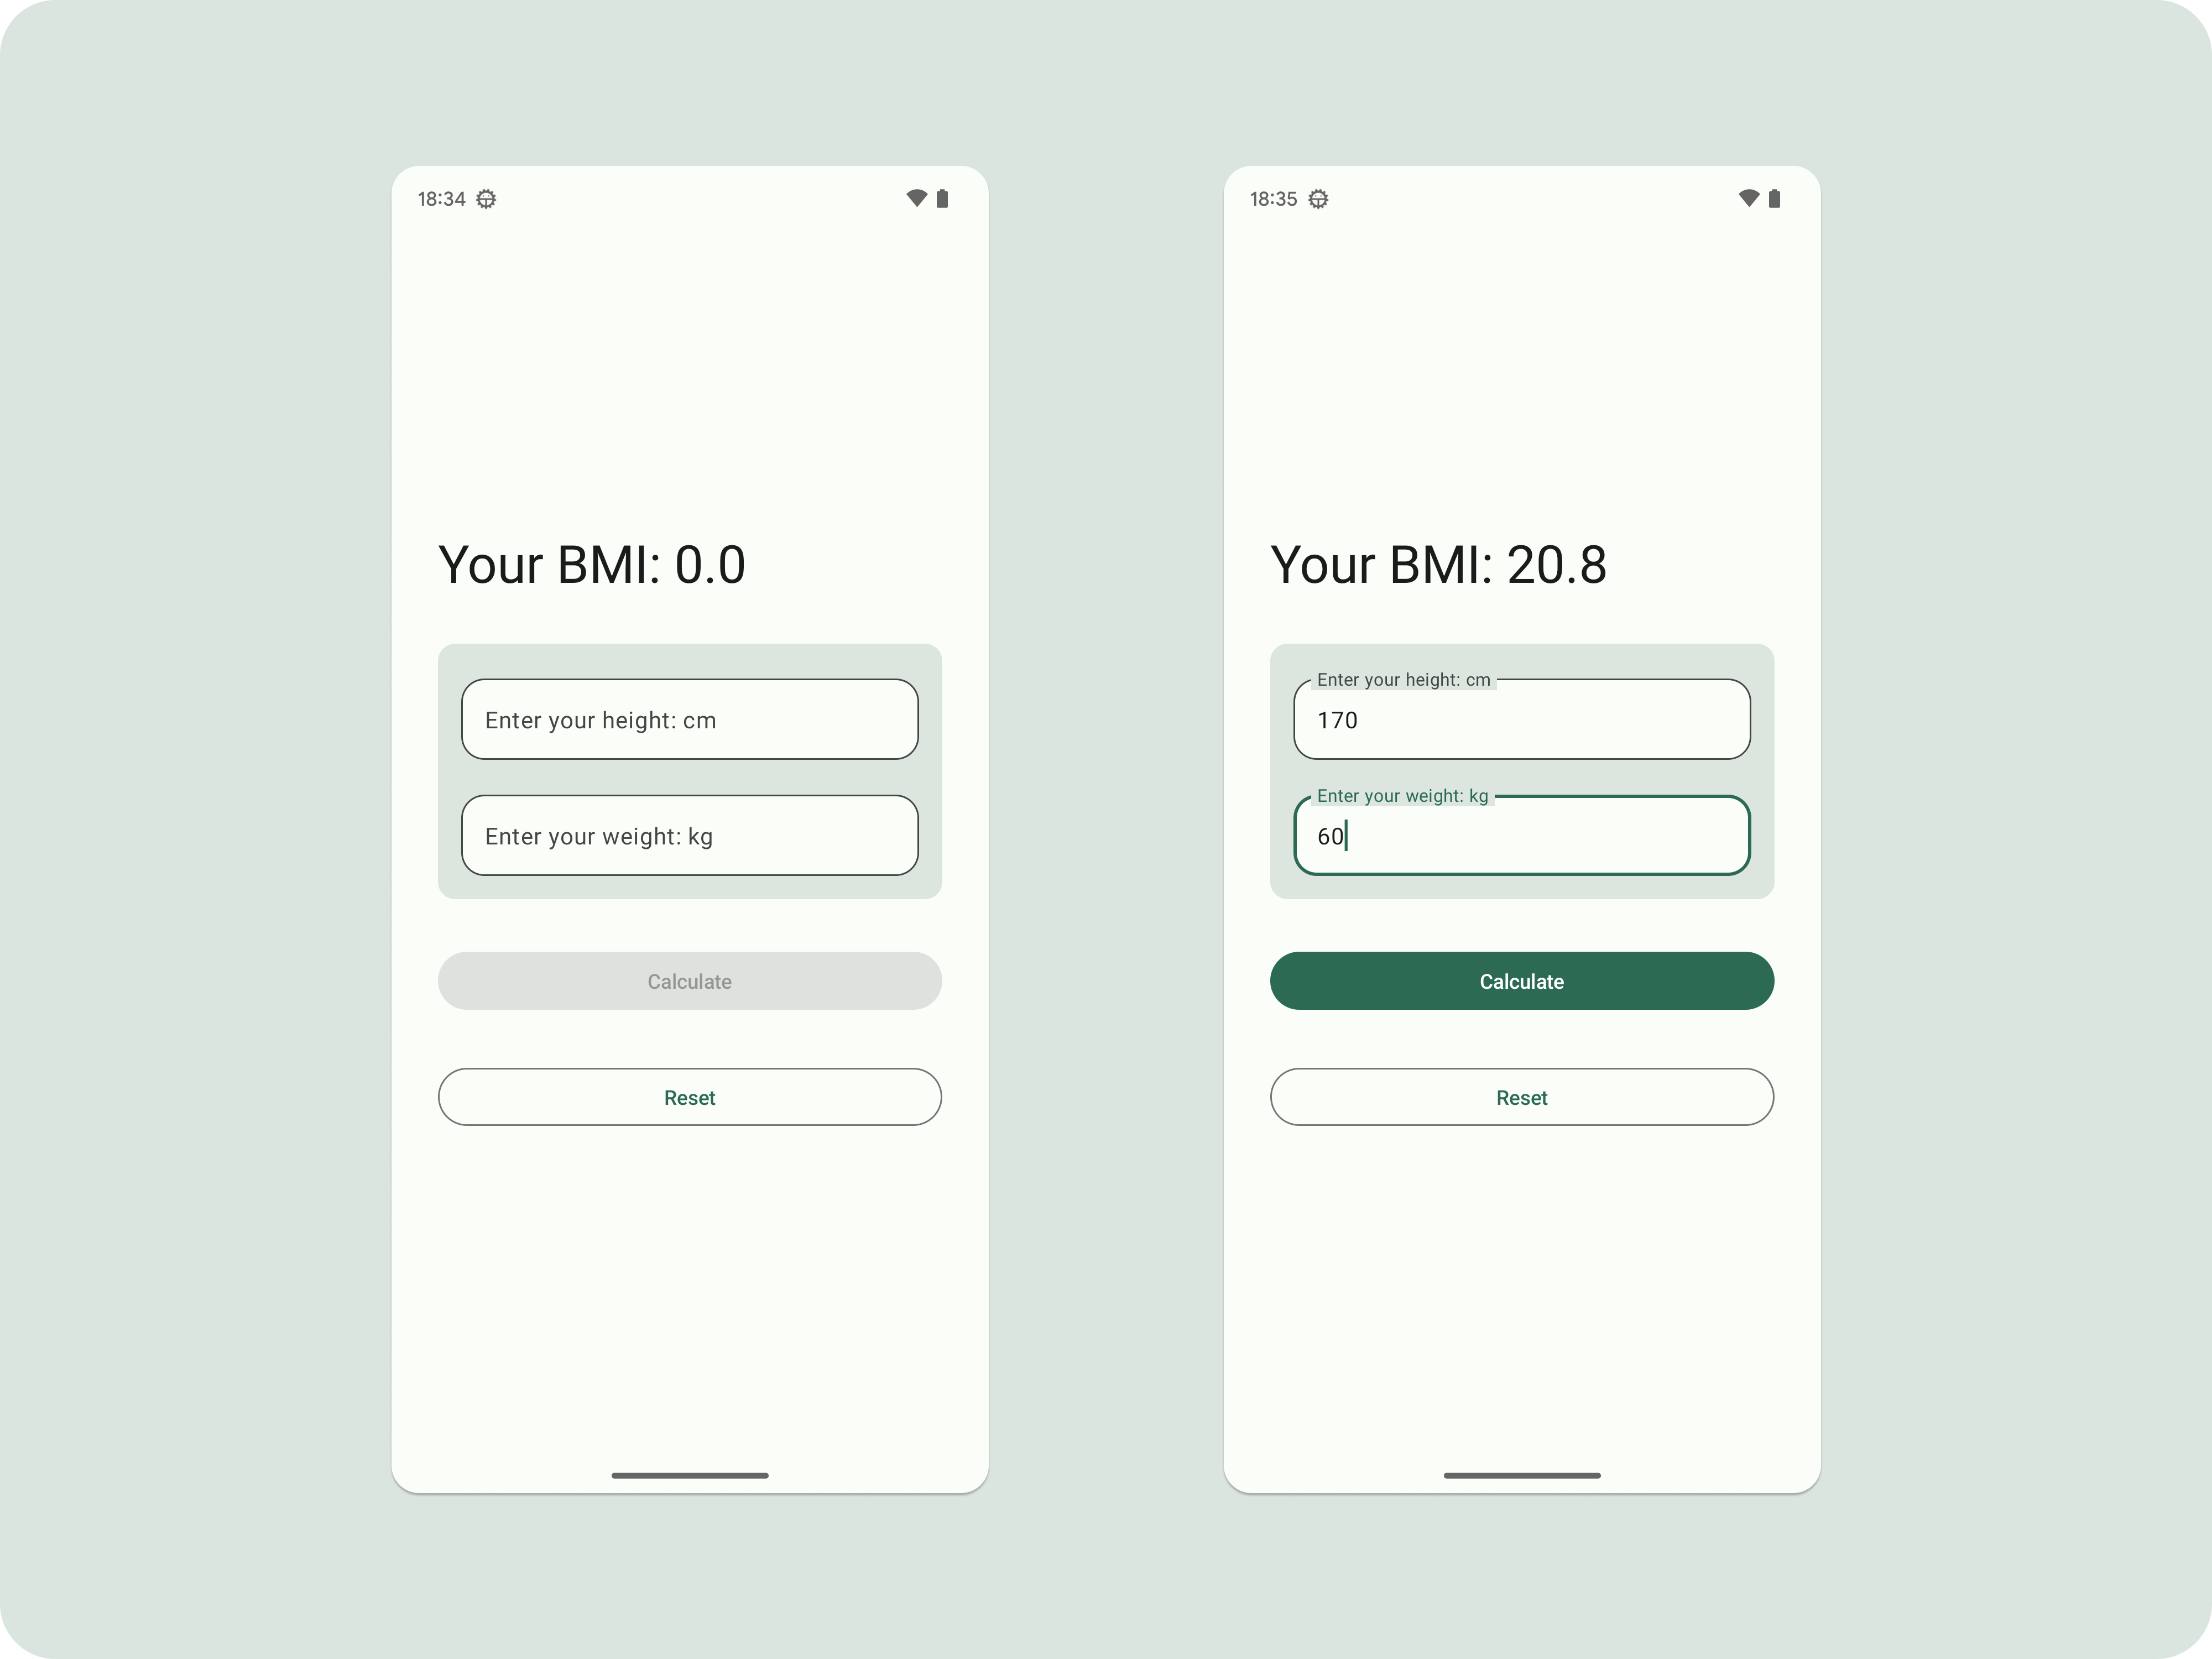 18:34
Your BMI: 0.0
Enter your height: cm
Enter your weight: kg
Calculate
Reset
18:35
Your BMI: 20.8
Enter your height: cm
170
Enter your weight: kg
60
Calculate
Reset